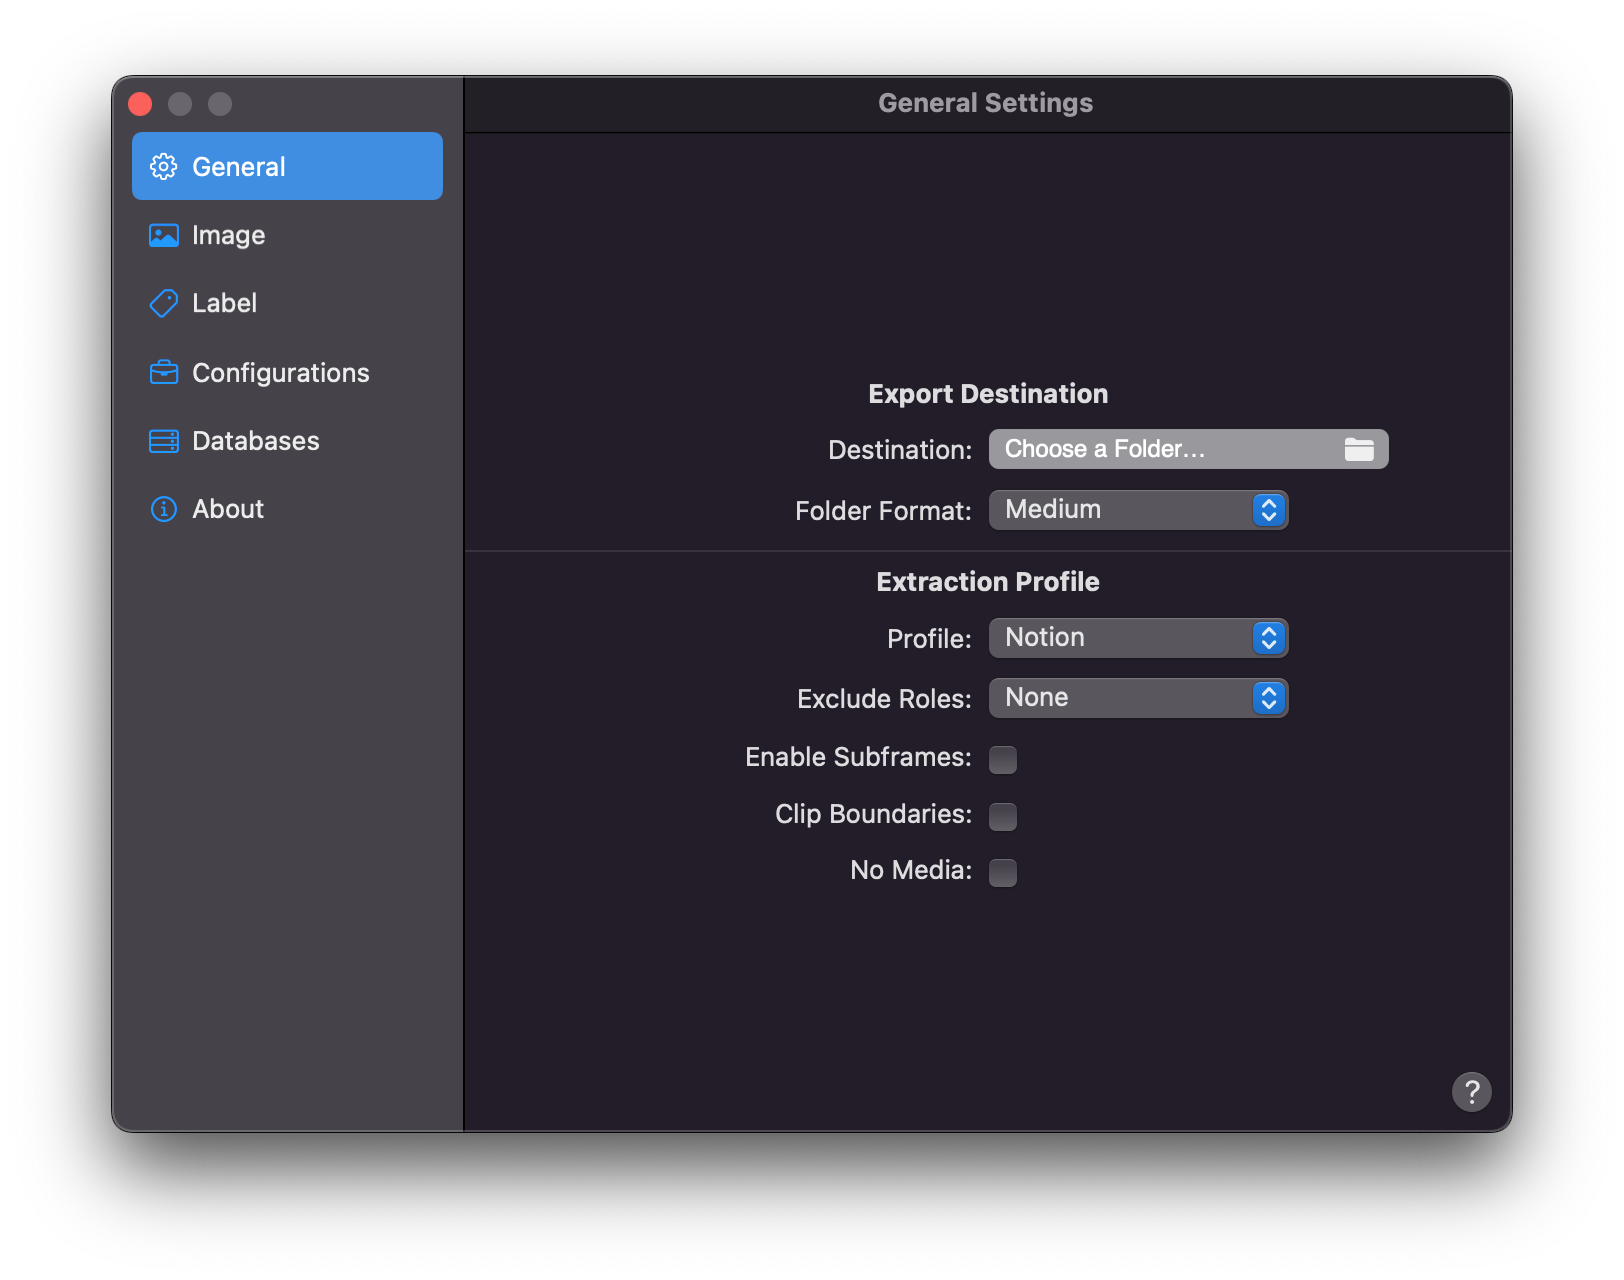 General Settings
General
Image
Label
Configurations
Databases
About
Export Destination
Destination: Choose a Folder...
Folder Format: Medium
Extraction Profile
Profile: Notion
Exclude Roles: None
Enable Subframes:
Clip Boundaries:
No Media:
?